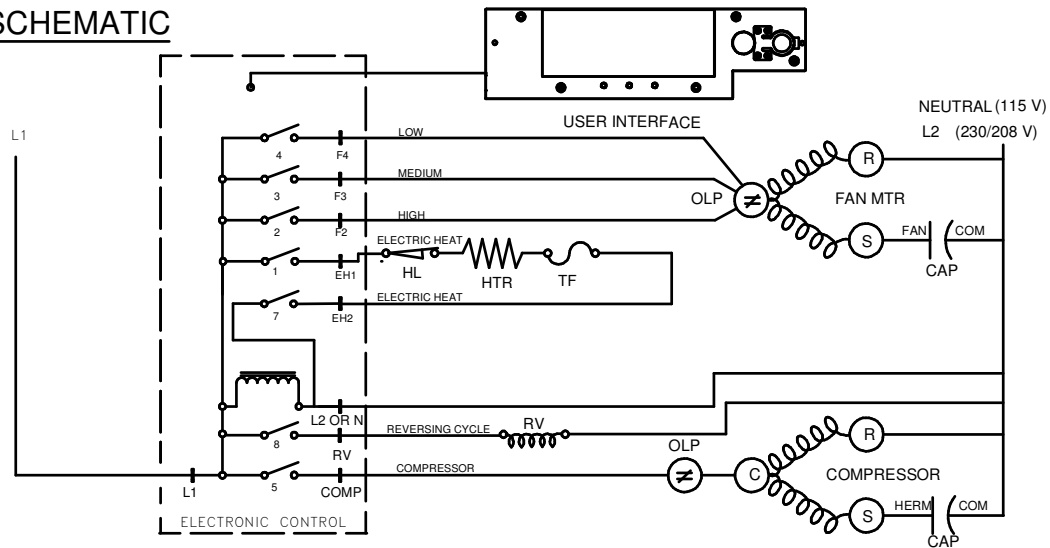 SCHEMATIC
L1
USER INTERFACE
NEUTRAL (115 V)
L2 (230/208 V)
LOW
4
F4
MEDIUM
3
F3
HIGH
2
F2
OLP
R
FAN MTR
S
FAN
COM
CAP
ELECTRIC HEAT
1
EH1
HL
HTR
TF
ELECTRIC HEAT
7
EH2
L2 OR N
REVERSING CYCLE
RV
8
RV
OLP
R
COMPRESSOR
L1
5
COMP
C
COMPRESSOR
S
HERM
COM
CAP
ELECTRONIC CONTROL